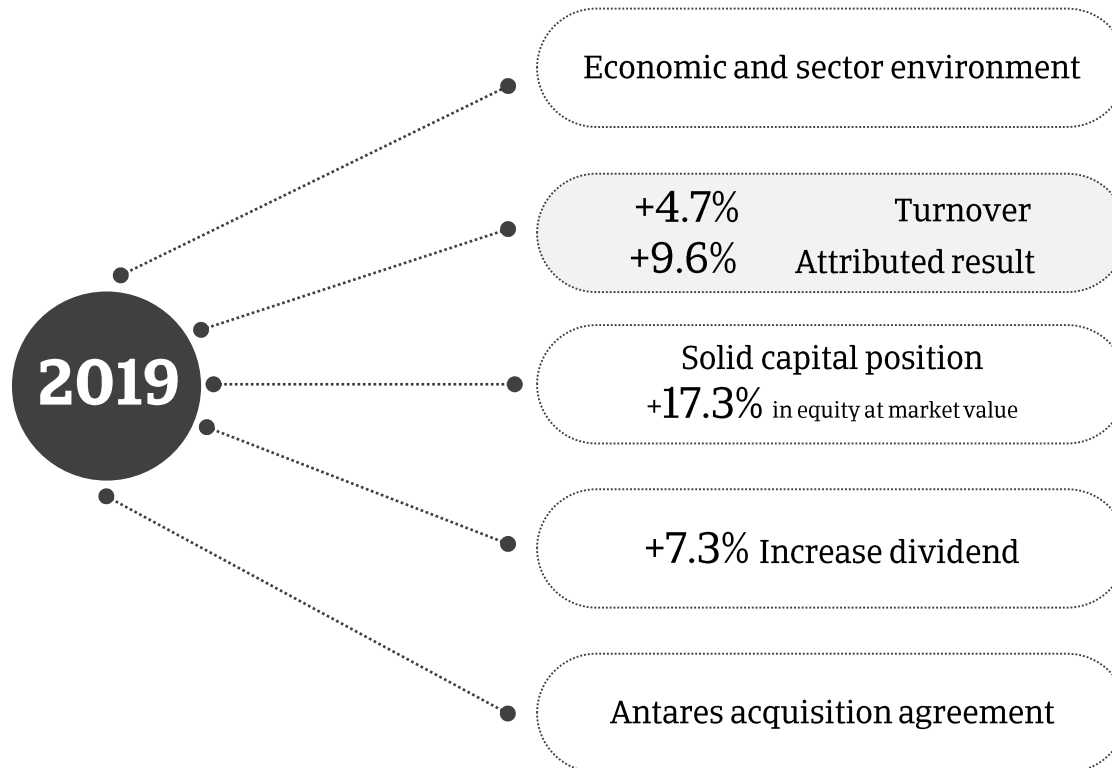 Economic and sector environment
+4.7% Turnover
+9.6% Attributed result
2019
Solid capital position
+17.3% in equity at market value
+7.3% Increase dividend
Antares acquisition agreement